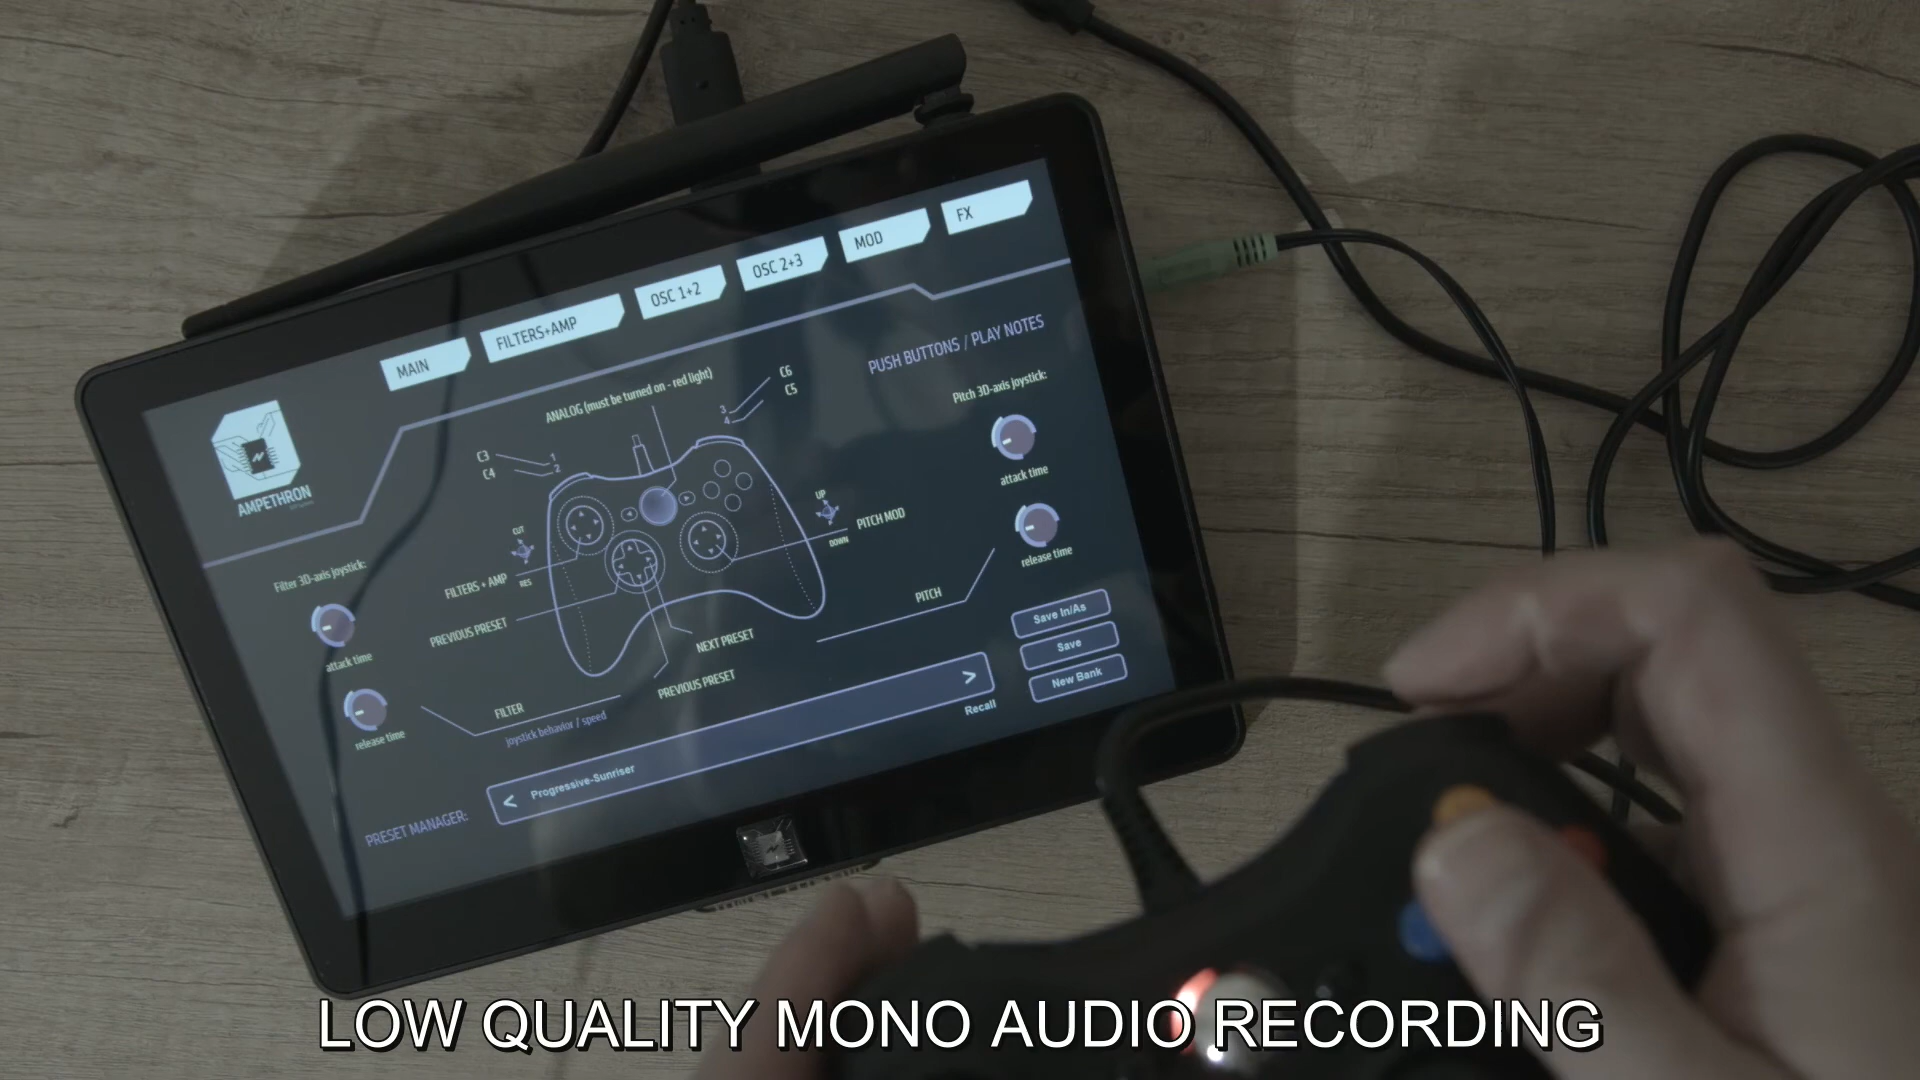 MAIN
FILTERS+AMP
OSC 1+2
OSC 2+3
MOD
FX
AMPETHRON
ANALOG (must be turned on - red light)
PUSH BUTTONS / PLAY NOTES
C3
C4
1
2
3
4
C6
C5
Pitch 3D-axis joystick:
attack time
release time
CUT
RES
FILTERS + AMP
PREVIOUS PRESET
UP
DOWN
PITCH MOD
Filter 3D-axis joystick:
attack time
release time
NEXT PRESET
PREVIOUS PRESET
PITCH
FILTER
joystick behavior / speed
Save In/As
Save
New Bank
PRESET MANAGER:
< Progressive-Sunriser >
Recall
LOW QUALITY MONO AUDIO RECORDING